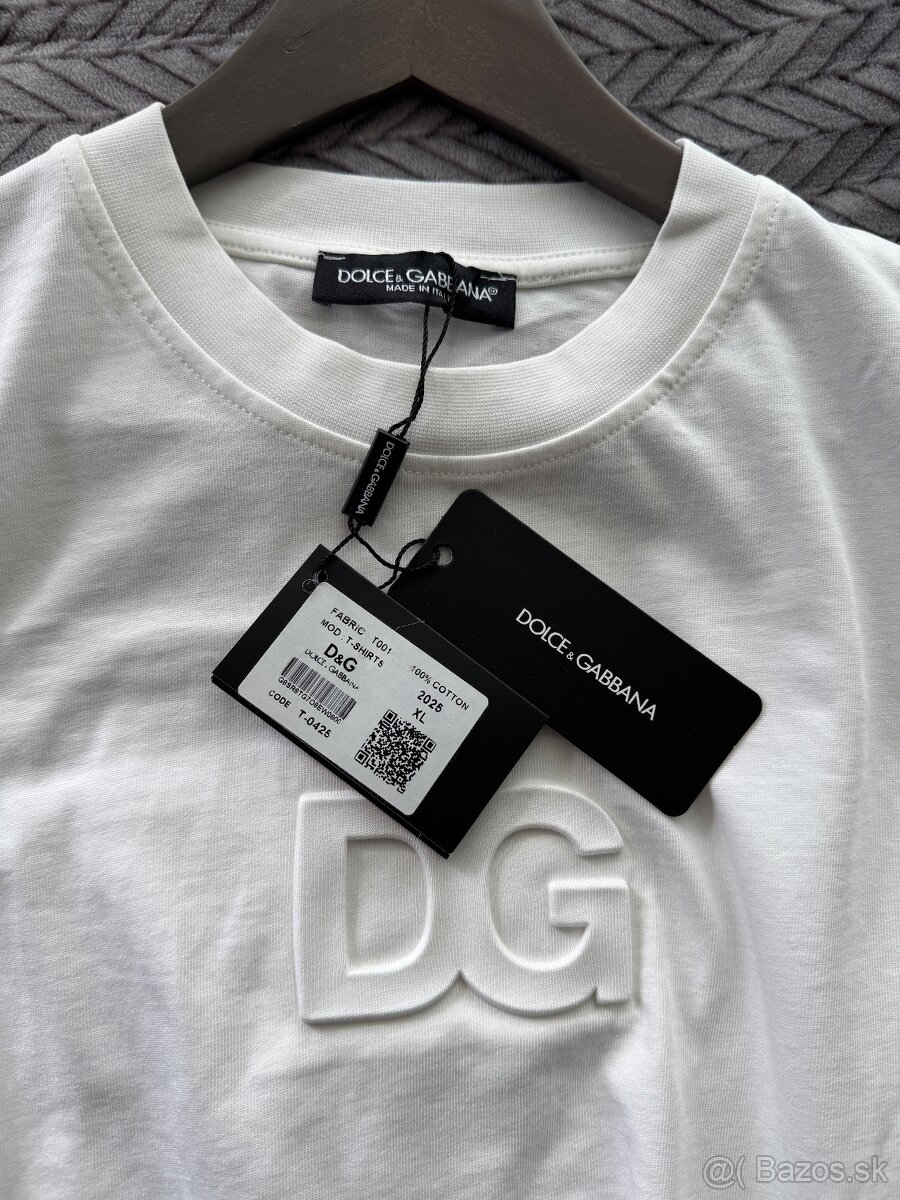 DOLCE & GABBANA®
MADE IN ITALY
DOLCE & GABBANA
DOLCE & GABBANA
FABRIC T001
MOD. T-SHIRTS
100% COTTON
D&G
2025
DOLCE & GABBANA
XL
CODE T-0425
DG
@( Bazos.sk